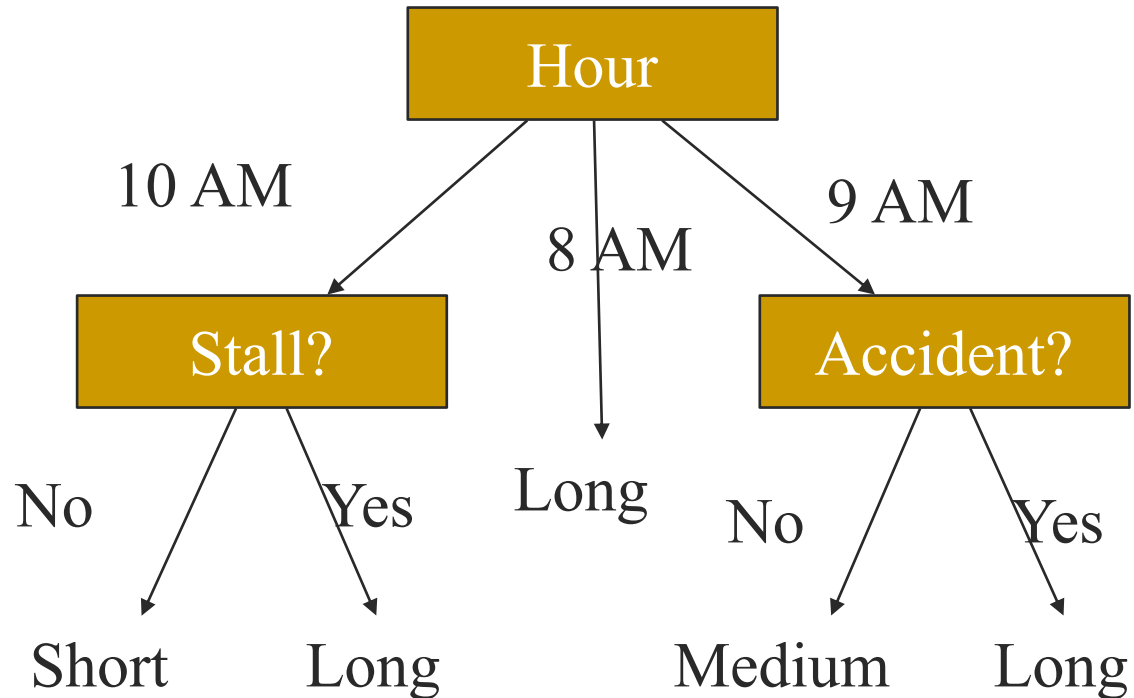 Hour
10 AM
8 AM
9 AM
Stall?
Accident?
No
Yes
Long
No
Yes
Short
Long
Medium
Long